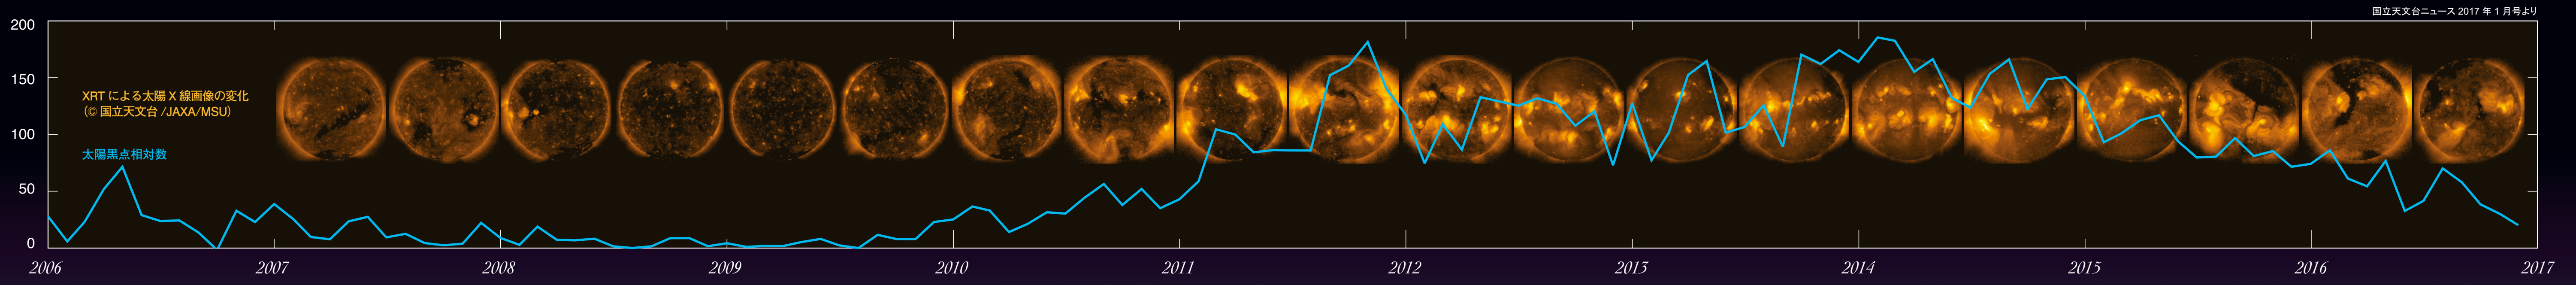 国立天文台ニュース 2017 年 1 月号より
200
150
100
50
0
XRT による太陽 X 線画像の変化
（© 国立天文台 /JAXA/MSU）
太陽黒点相対数
2006 2007 2008 2009 2010 2011 2012 2013 2014 2015 2016 2017